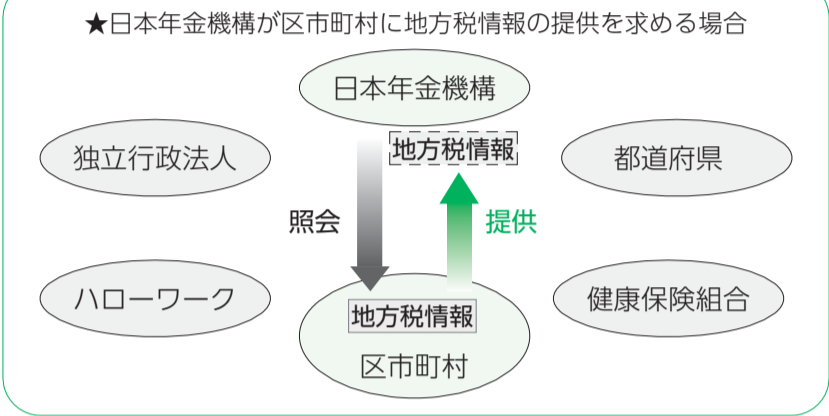 ★日本年金機構が区市町村に地方税情報の提供を求める場合
日本年金機構
独立行政法人
地方税情報
都道府県
照会
提供
ハローワーク
地方税情報
健康保険組合
区市町村